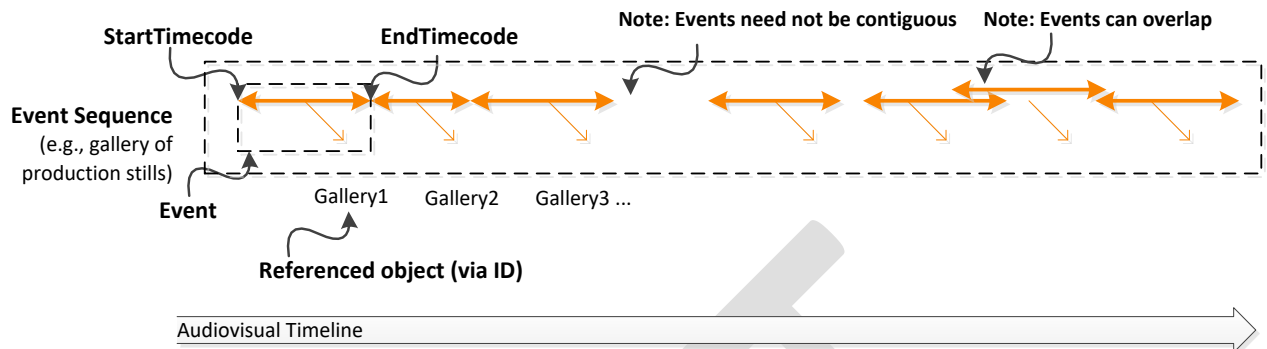 Note: Events need not be contiguous
Note: Events can overlap
StartTimecode
EndTimecode
Event Sequence
(e.g., gallery of
production stills)
Event
Gallery1
Gallery2
Gallery3 ...
Referenced object (via ID)
Audiovisual Timeline